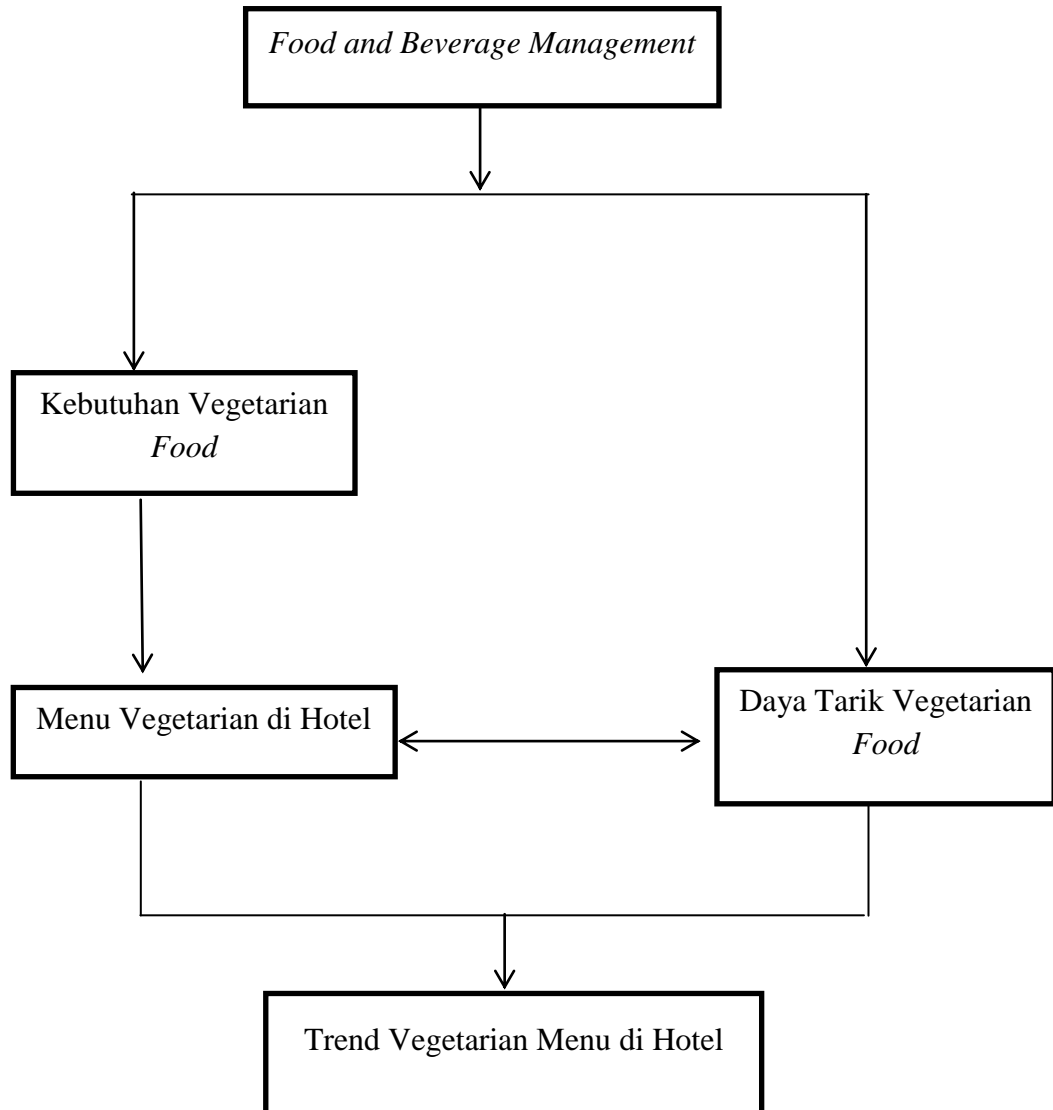 Food and Beverage Management
Kebutuhan Vegetarian
Food
Menu Vegetarian di Hotel
Daya Tarik Vegetarian
Food
Trend Vegetarian Menu di Hotel